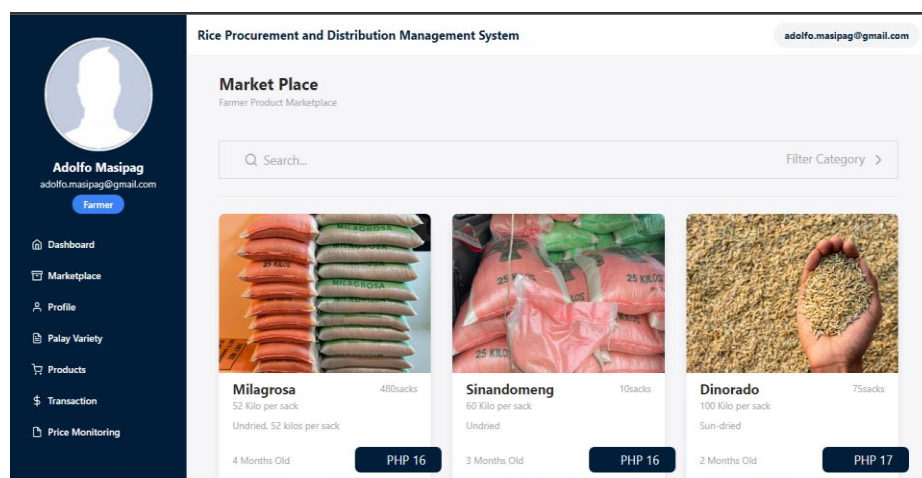 Rice Procurement and Distribution Management System
adolfo.masipag@gmail.com
Adolfo Masipag
adolfo.masipag@gmail.com
Farmer
Dashboard
Marketplace
Profile
Palay Variety
Products
$ Transaction
Price Monitoring
Market Place
Farmer Product Marketplace
Search...
Filter Category >
MILAGROSA
25 KILOS
MILAGROSA
MILAGROSA
Milagrosa
480sacks
52 Kilo per sack
Undried, 52 kilos per sack
4 Months Old
PHP 16
25 KILOS
25 KILO
Sinandomeng
10sacks
60 Kilo per sack
Undried
3 Months Old
PHP 16
Dinorado
75sacks
100 Kilo per sack
Sun-dried
2 Months Old
PHP 17